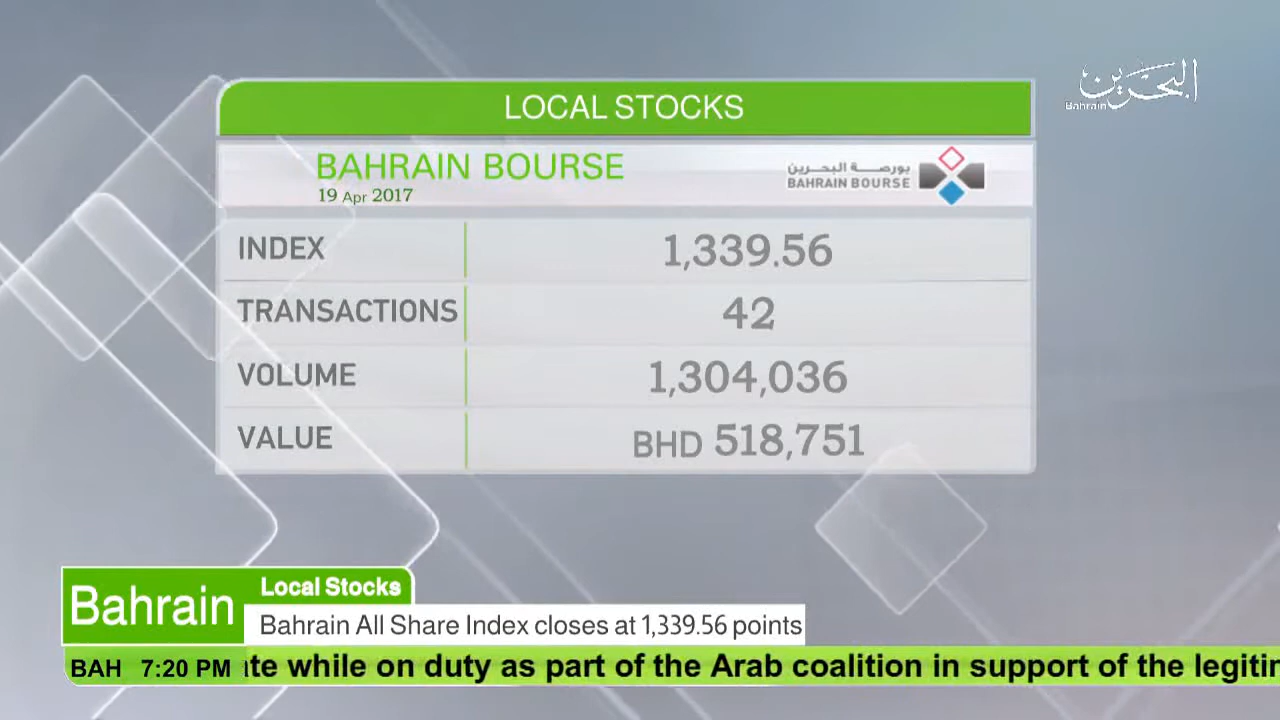 البحرين
Bahrain
LOCAL STOCKS
BAHRAIN BOURSE
19 Apr 2017
بورصة البحرين
BAHRAIN BOURSE
INDEX 1,339.56
TRANSACTIONS 42
VOLUME 1,304,036
VALUE BHD 518,751
Bahrain
Local Stocks
Bahrain All Share Index closes at 1,339.56 points
BAH 7:20 PM
te while on duty as part of the Arab coalition in support of the legitin